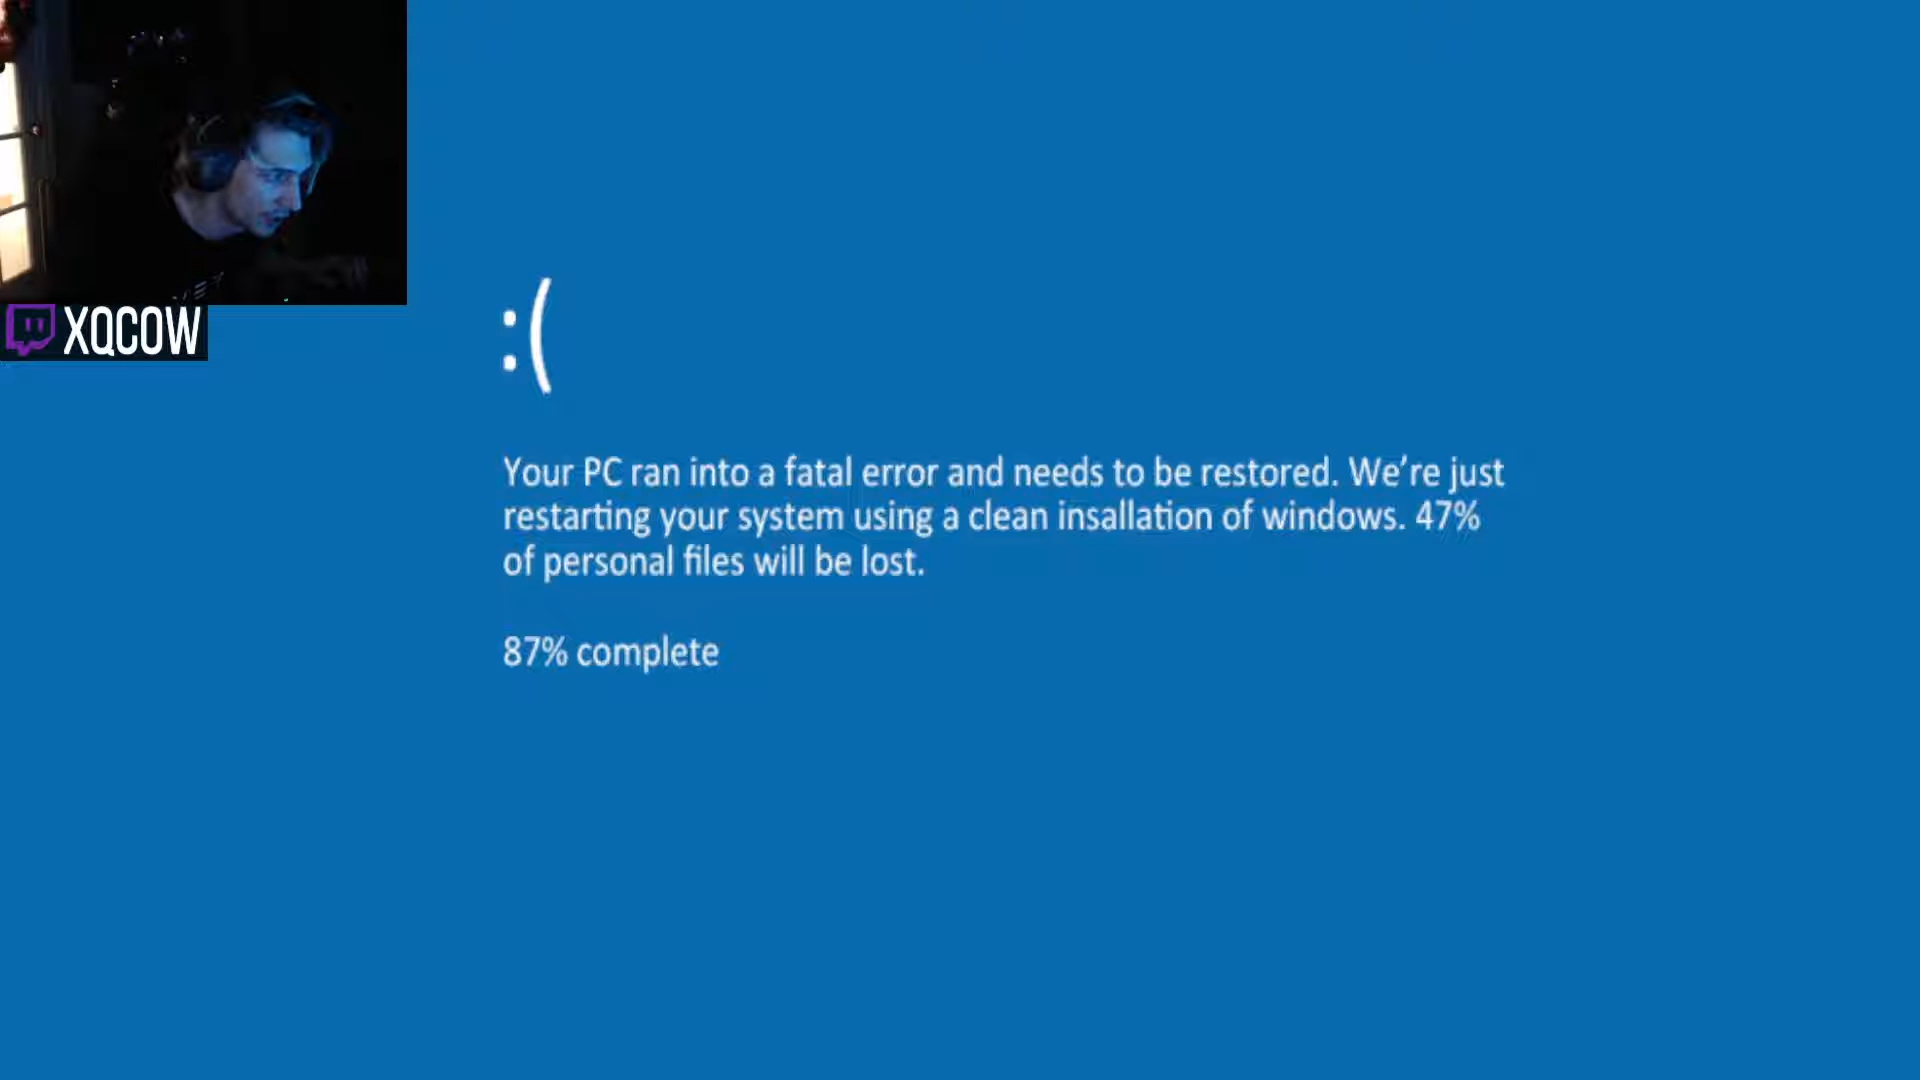 XQCOW
:(
Your PC ran into a fatal error and needs to be restored. We’re just
restarting your system using a clean insallation of windows. 47%
of personal files will be lost.
87% complete